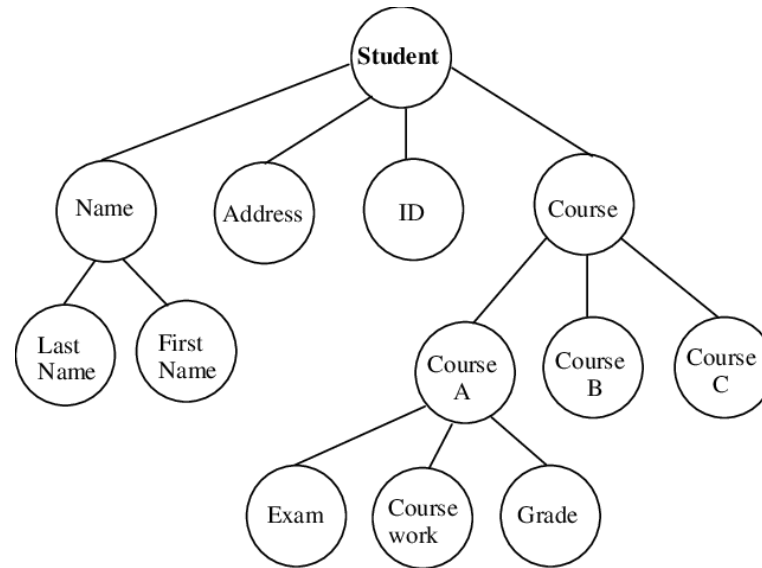 Student
Name
Address
ID
Course
Last
Name
First
Name
Course
A
Course
B
Course
C
Exam
Course
work
Grade